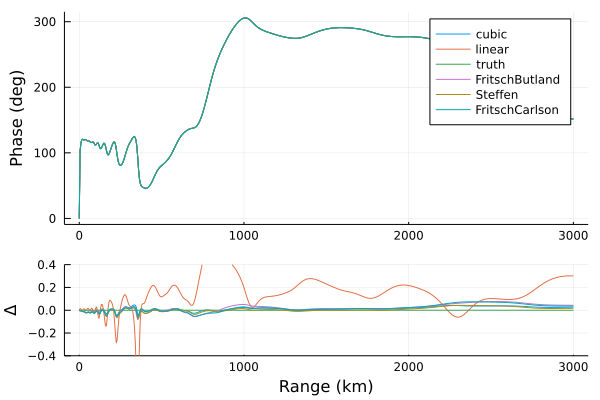 300
200
100
0
Phase (deg)
0
1000
2000
3000
cubic
linear
truth
FritschButland
Steffen
FritschCarlson
0.4
0.2
0.0
−0.2
−0.4
Δ
0
1000
2000
3000
Range (km)